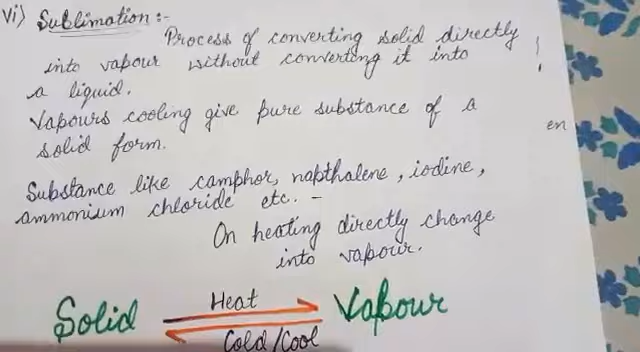 vi) Sublimation :-
Process of converting solid directly
into vapour without converting it into
a liquid.
Vapours cooling give pure substance of a
solid form.
en
Substance like camphor, napthalene, iodine,
ammonium chloride etc. -
On heating directly change
into vapour.
Solid Heat Vapour
Cold/Cool